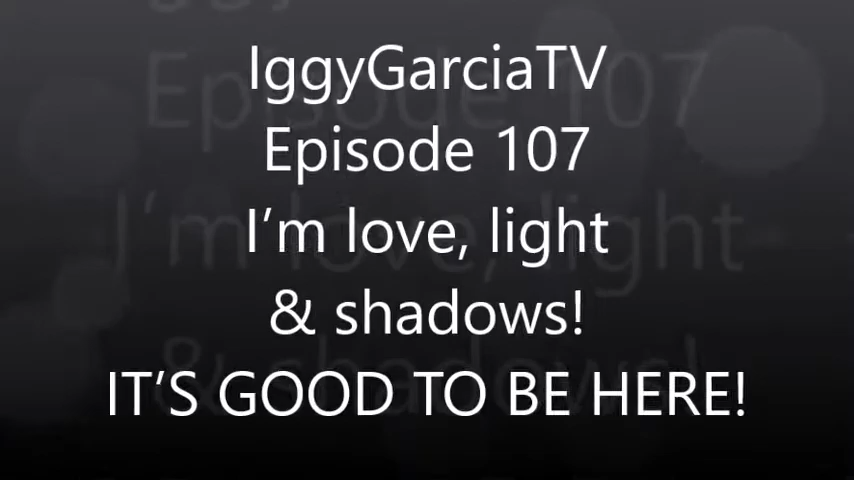 IggyGarciaTV
Episode 107
I’m love, light
& shadows!
IT’S GOOD TO BE HERE!